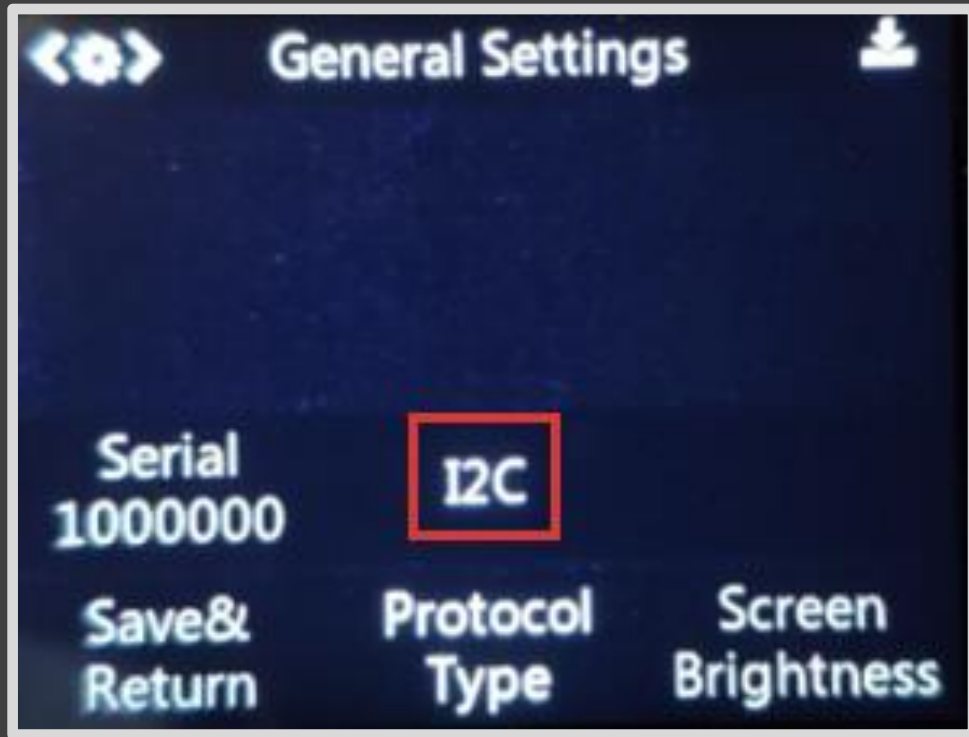 General Settings
Serial
1000000
I2C
Save&
Return
Protocol
Type
Screen
Brightness